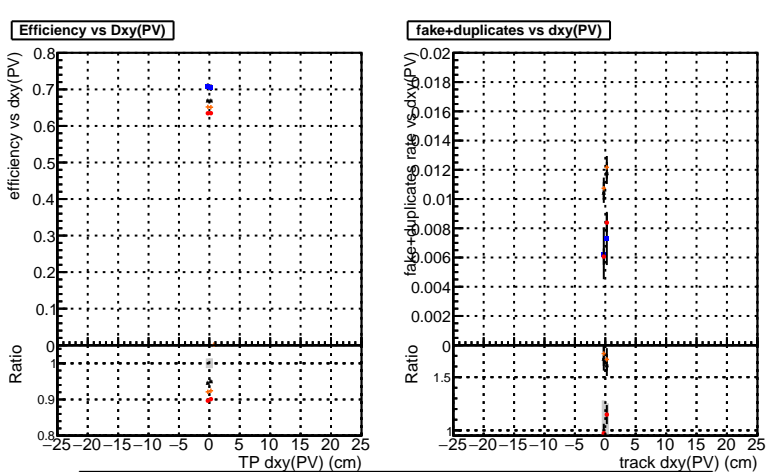 Efficiency vs Dxy(PV)
efficiency vs dxy(PV)
0.8
0.7
0.6
0.5
0.4
0.3
0.2
0.1
0
Ratio
1
0.9
0.8
−25 −20 −15 −10 −5 0 5 10 15 20 25
TP dxy(PV) (cm)
fake+duplicates vs dxy(PV)
fake+duplicates rate vs dxy(PV)
0.02
0.018
0.016
0.014
0.012
0.01
0.008
0.006
0.004
0.002
0
Ratio
1.5
1
−25 −20 −15 −10 −5 0 5 10 15 20 25
track dxy(PV) (cm)